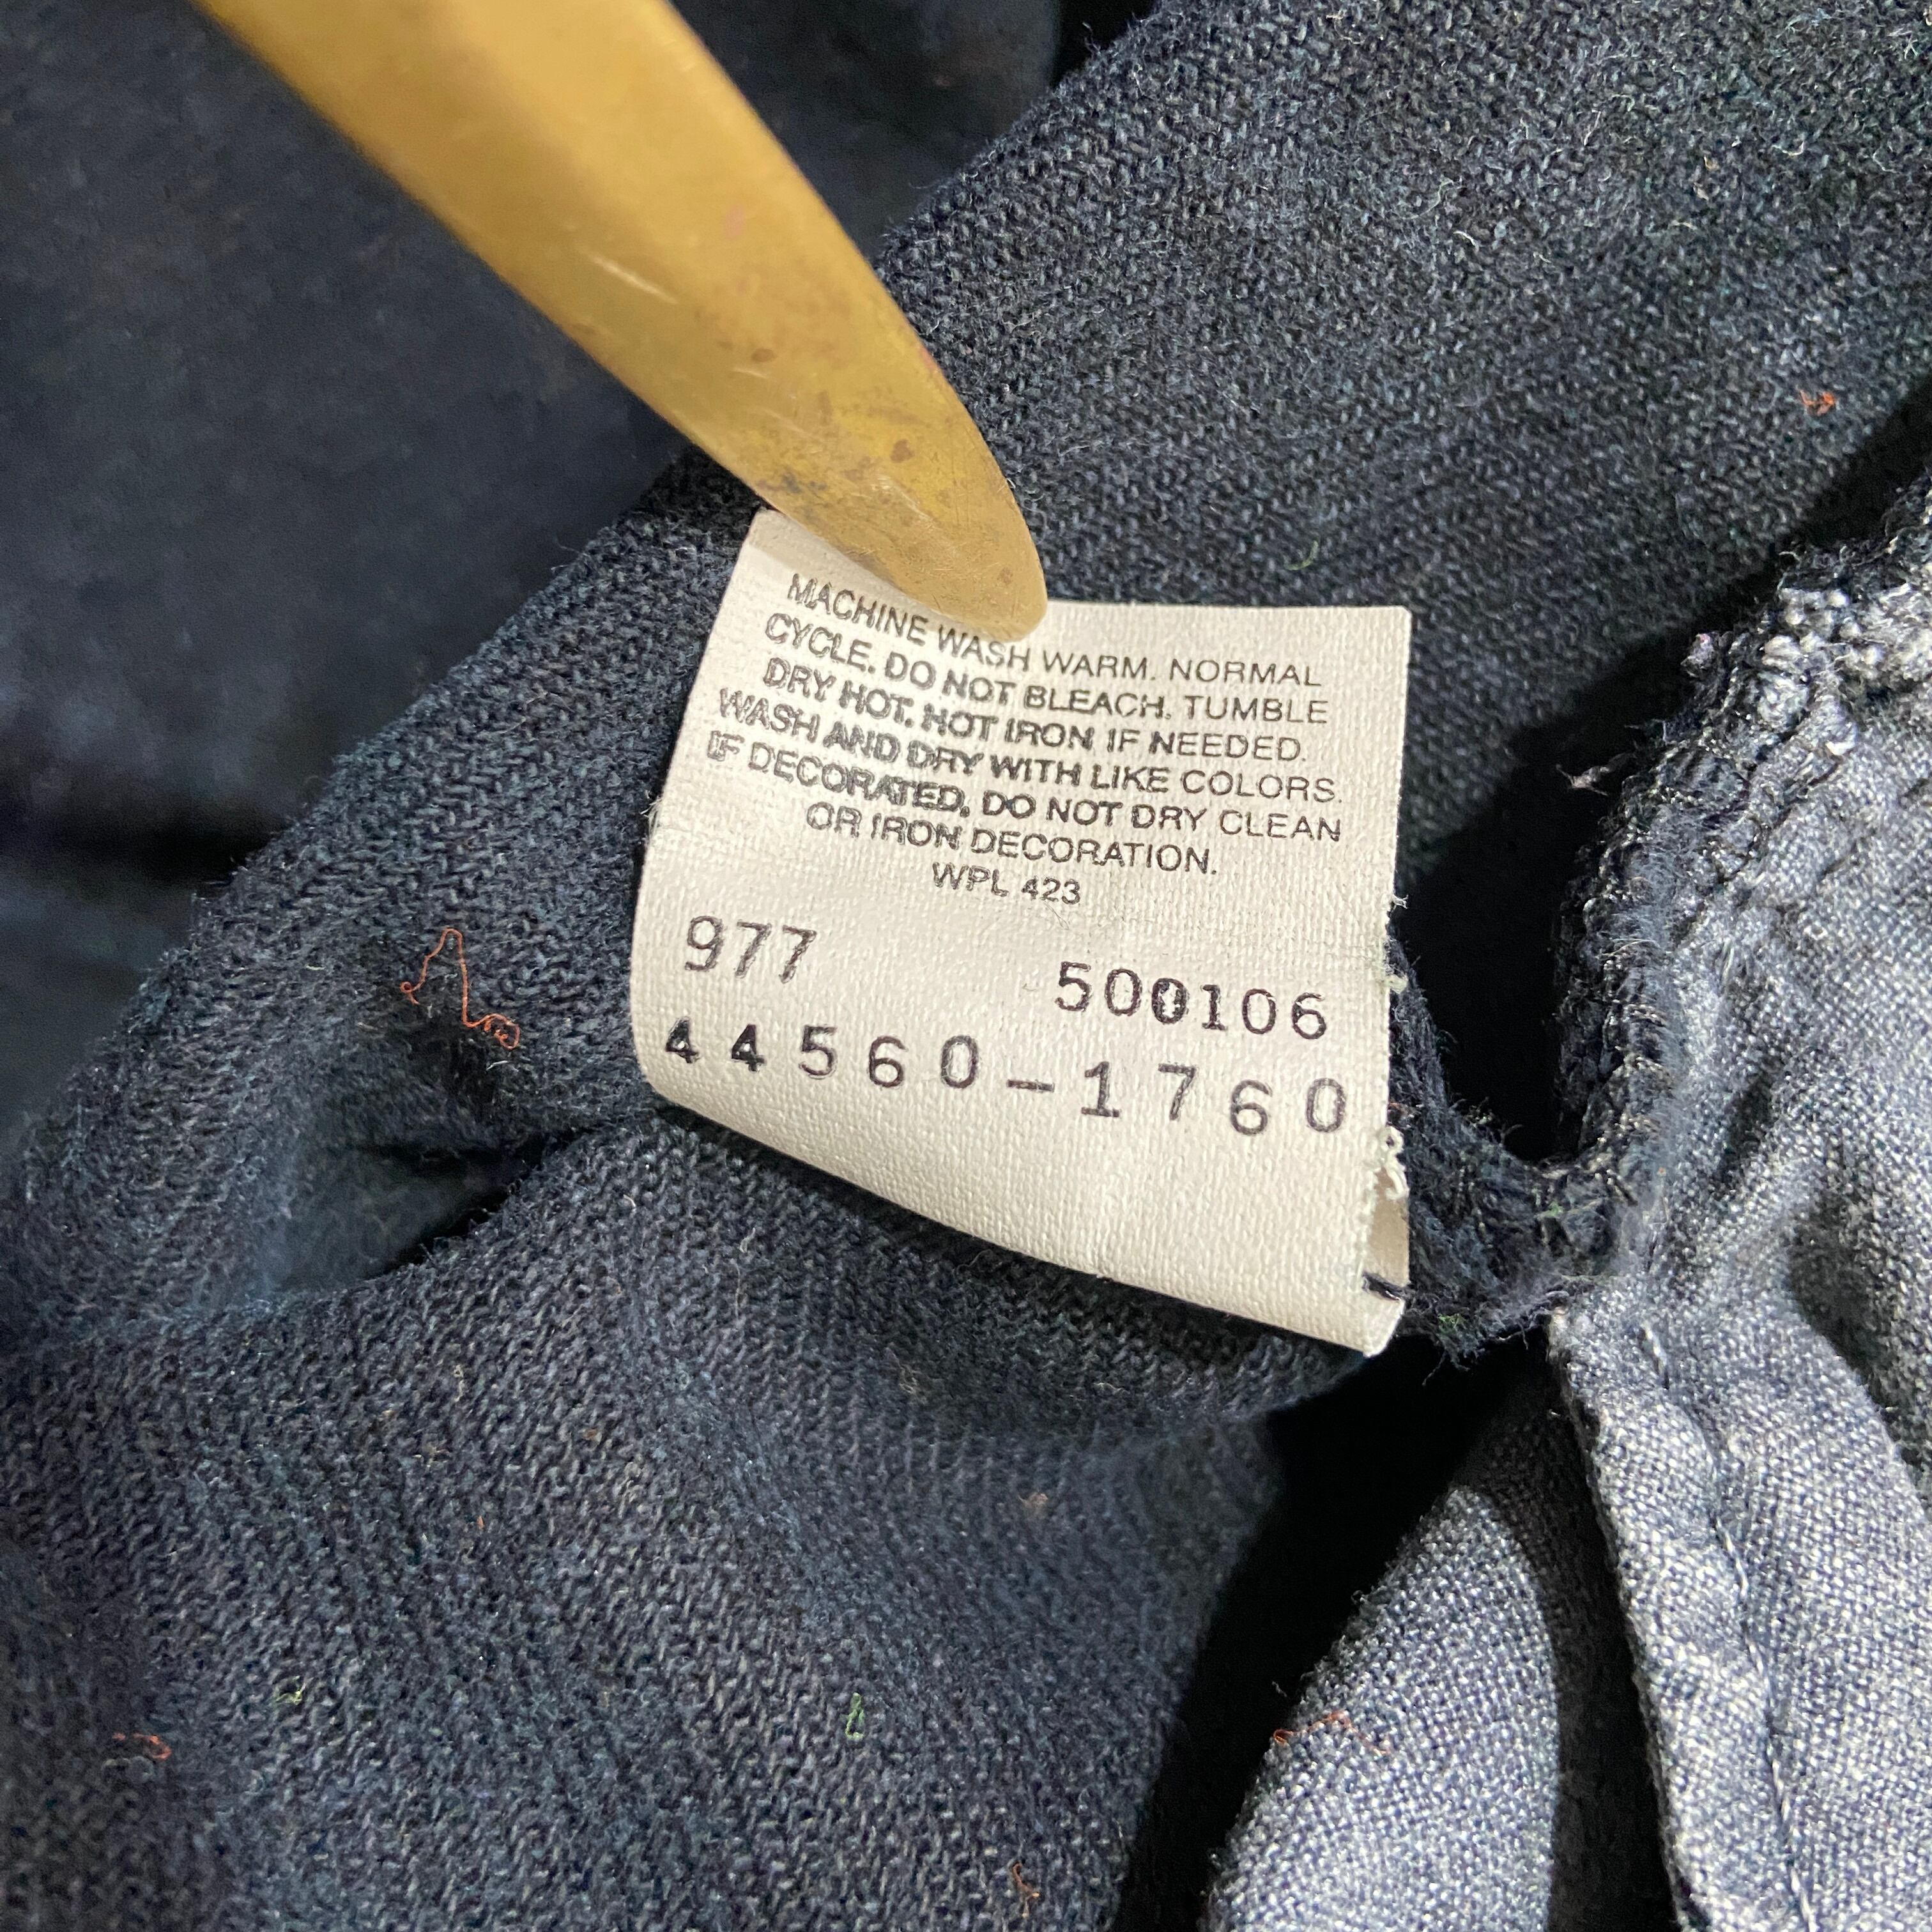 MACHINE WASH WARM. NORMAL
CYCLE. DO NOT BLEACH. TUMBLE
DRY HOT. HOT IRON IF NEEDED.
WASH AND DRY WITH LIKE COLORS.
IF DECORATED, DO NOT DRY CLEAN
OR IRON DECORATION.
WPL 423
977 500106
44560-1760